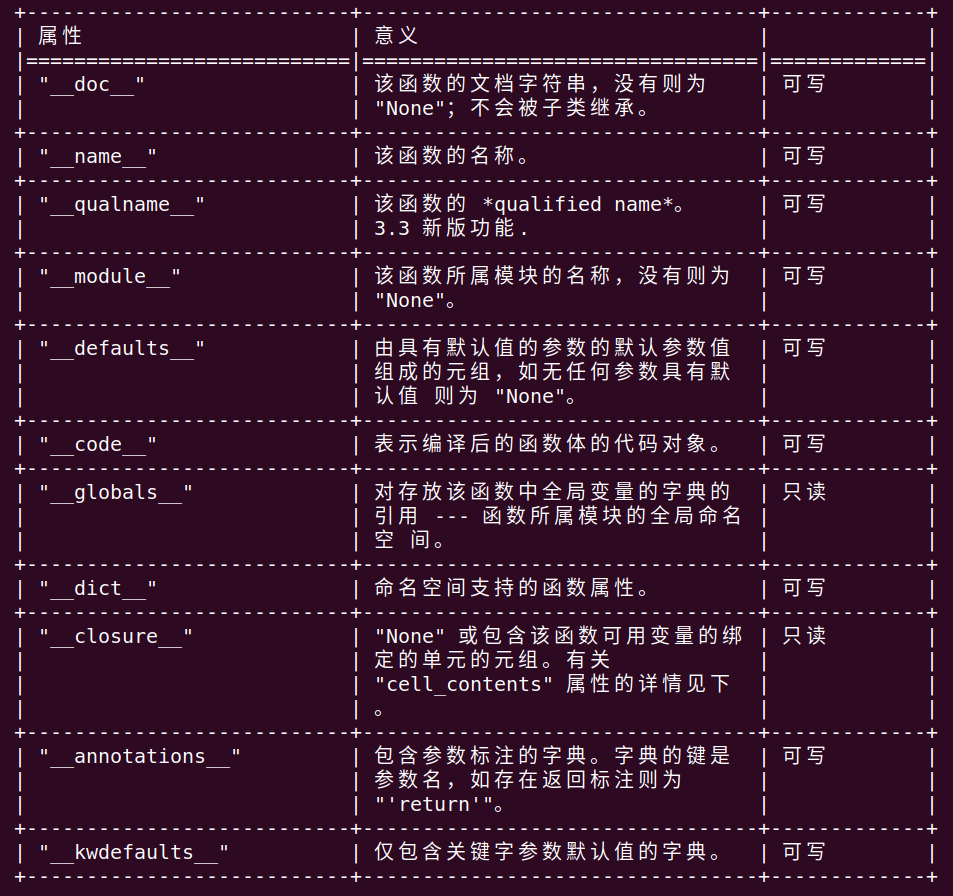 +---------------------------+---------------------------------+-------------+
| 属性 | 意义 | |
|===========================|=================================|=============|
| "__doc__" | 该函数的文档字符串，没有则为 | 可写 |
| | "None"；不会被子类继承。 | |
+---------------------------+---------------------------------+-------------+
| "__name__" | 该函数的名称。 | 可写 |
+---------------------------+---------------------------------+-------------+
| "__qualname__" | 该函数的 *qualified name*。 | 可写 |
| | 3.3 新版功能. | |
+---------------------------+---------------------------------+-------------+
| "__module__" | 该函数所属模块的名称，没有则为 | 可写 |
| | "None"。 | |
+---------------------------+---------------------------------+-------------+
| "__defaults__" | 由具有默认值的参数的默认参数值 | 可写 |
| | 组成的元组，如无任何参数具有默 | |
| | 认值 则为 "None"。 | |
+---------------------------+---------------------------------+-------------+
| "__code__" | 表示编译后的函数体的代码对象。 | 可写 |
+---------------------------+---------------------------------+-------------+
| "__globals__" | 对存放该函数中全局变量的字典的 | 只读 |
| | 引用 --- 函数所属模块的全局命名 | |
| | 空 间。 | |
+---------------------------+---------------------------------+-------------+
| "__dict__" | 命名空间支持的函数属性。 | 可写 |
+---------------------------+---------------------------------+-------------+
| "__closure__" | "None" 或包含该函数可用变量的绑 | 只读 |
| | 定的单元的元组。有关 | |
| | "cell_contents" 属性的详情见下 | |
| | 。 | |
+---------------------------+---------------------------------+-------------+
| "__annotations__" | 包含参数标注的字典。字典的键是 | 可写 |
| | 参数名，如存在返回标注则为 | |
| | "'return'"。 | |
+---------------------------+---------------------------------+-------------+
| "__kwdefaults__" | 仅包含关键字参数默认值的字典。 | 可写 |
+---------------------------+---------------------------------+-------------+